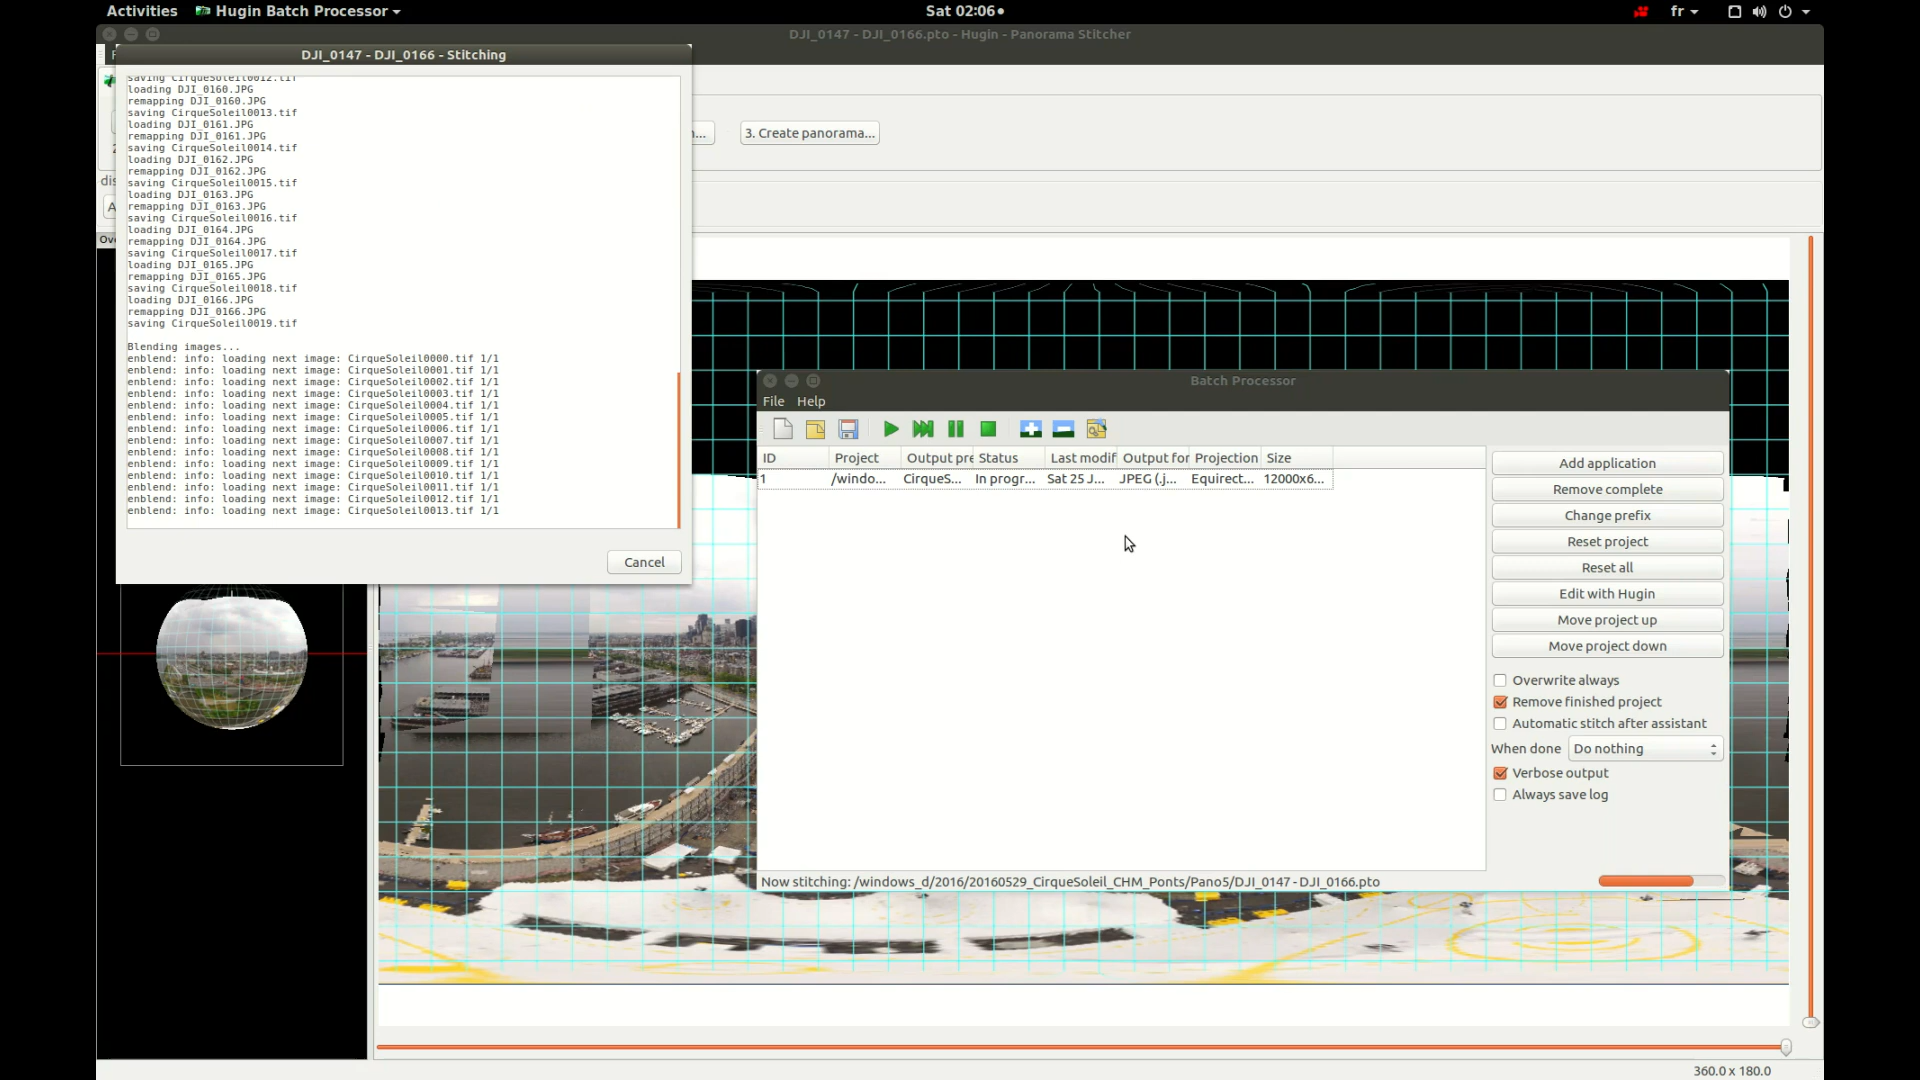 Activities Hugin Batch Processor Sat 02:06 fr
DJI_0147 - DJI_0166.pto - Hugin - Panorama Stitcher
DJI_0147 - DJI_0166 - Stitching
saving CirqueSoleil0012.tif
loading DJI_0160.JPG
remapping DJI_0160.JPG
saving CirqueSoleil0013.tif
loading DJI_0161.JPG
remapping DJI_0161.JPG
saving CirqueSoleil0014.tif
loading DJI_0162.JPG
remapping DJI_0162.JPG
saving CirqueSoleil0015.tif
loading DJI_0163.JPG
remapping DJI_0163.JPG
saving CirqueSoleil0016.tif
loading DJI_0164.JPG
remapping DJI_0164.JPG
saving CirqueSoleil0017.tif
loading DJI_0165.JPG
remapping DJI_0165.JPG
saving CirqueSoleil0018.tif
loading DJI_0166.JPG
remapping DJI_0166.JPG
saving CirqueSoleil0019.tif
Blending images...
enblend: info: loading next image: CirqueSoleil0000.tif 1/1
enblend: info: loading next image: CirqueSoleil0001.tif 1/1
enblend: info: loading next image: CirqueSoleil0002.tif 1/1
enblend: info: loading next image: CirqueSoleil0003.tif 1/1
enblend: info: loading next image: CirqueSoleil0004.tif 1/1
enblend: info: loading next image: CirqueSoleil0005.tif 1/1
enblend: info: loading next image: CirqueSoleil0006.tif 1/1
enblend: info: loading next image: CirqueSoleil0007.tif 1/1
enblend: info: loading next image: CirqueSoleil0008.tif 1/1
enblend: info: loading next image: CirqueSoleil0009.tif 1/1
enblend: info: loading next image: CirqueSoleil0010.tif 1/1
enblend: info: loading next image: CirqueSoleil0011.tif 1/1
enblend: info: loading next image: CirqueSoleil0012.tif 1/1
enblend: info: loading next image: CirqueSoleil0013.tif 1/1
Cancel
3. Create panorama...
Batch Processor
File Help
ID Project Output pre Status Last modif Output for Projection Size
1 /windo... CirqueS... In progr... Sat 25 J... JPEG (.j... Equirect... 12000x6...
Add application
Remove complete
Change prefix
Reset project
Reset all
Edit with Hugin
Move project up
Move project down
Overwrite always
Remove finished project
Automatic stitch after assistant
When done Do nothing
Verbose output
Always save log
Now stitching: /windows_d/2016/20160529_CirqueSoleil_CHM_Ponts/Pano5/DJI_0147 - DJI_0166.pto
360.0 x 180.0